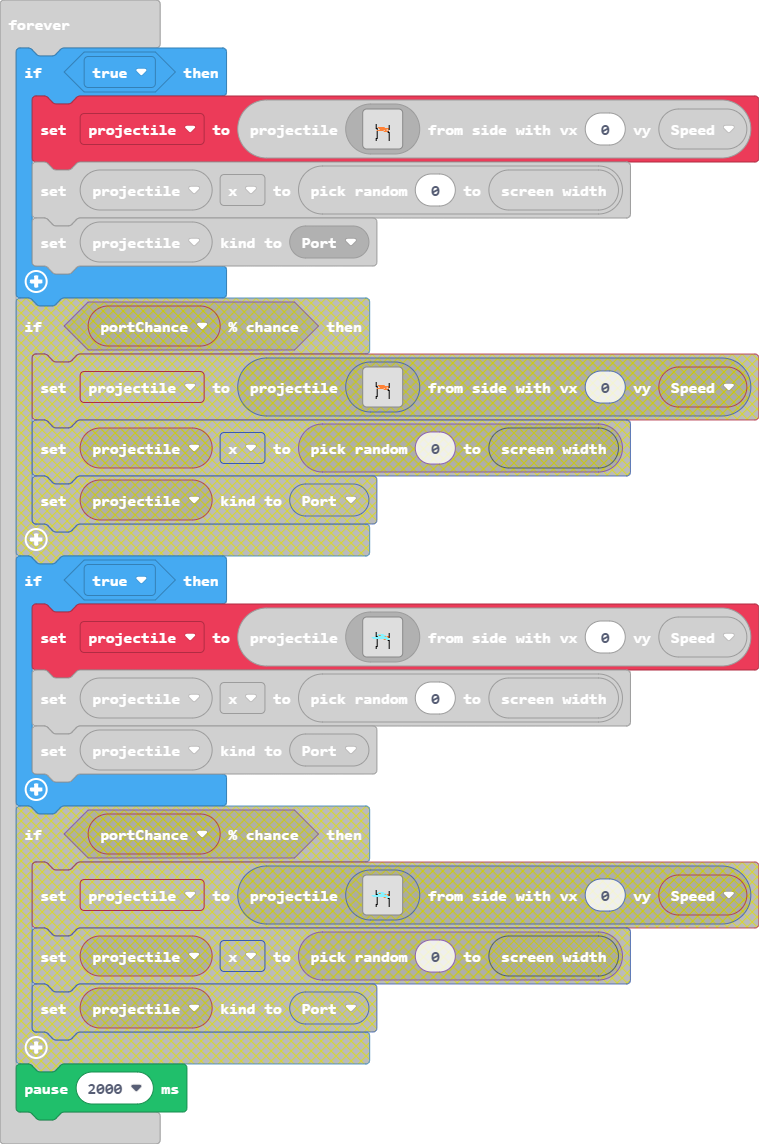 forever
if true then
set projectile to projectile from side with vx 0 vy Speed
set projectile x to pick random 0 to screen width
set projectile kind to Port
if portChance % chance then
set projectile to projectile from side with vx 0 vy Speed
set projectile x to pick random 0 to screen width
set projectile kind to Port
if true then
set projectile to projectile from side with vx 0 vy Speed
set projectile x to pick random 0 to screen width
set projectile kind to Port
if portChance % chance then
set projectile to projectile from side with vx 0 vy Speed
set projectile x to pick random 0 to screen width
set projectile kind to Port
pause 2000 ms